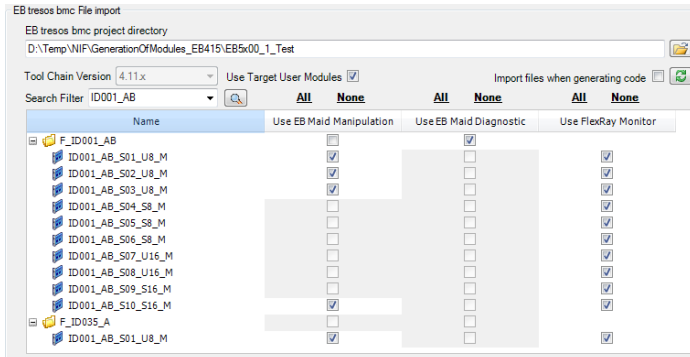 EB tresos bmc File import
EB tresos bmc project directory
D:\Temp\NIF\GenerationOfModules_EB415\EB5x00_1_Test
Tool Chain Version 4.11.x Use Target User Modules Import files when generating code
Search Filter ID001_AB All None All None All None
Name Use EB Maid Manipulation Use EB Maid Diagnostic Use FlexRay Monitor
F_ID001_AB
ID001_AB_S01_U8_M
ID001_AB_S02_U8_M
ID001_AB_S03_U8_M
ID001_AB_S04_S8_M
ID001_AB_S05_S8_M
ID001_AB_S06_S8_M
ID001_AB_S07_U16_M
ID001_AB_S08_U16_M
ID001_AB_S09_S16_M
ID001_AB_S10_S16_M
F_ID035_A
ID001_AB_S01_U8_M